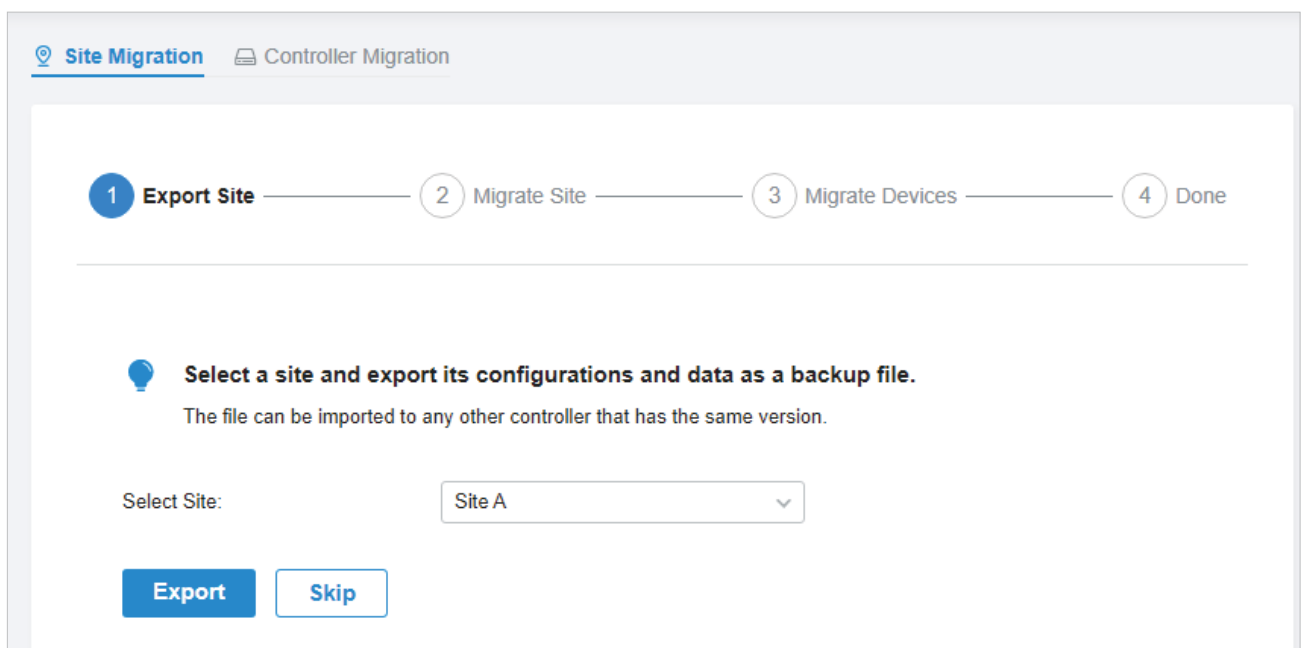 Site Migration Controller Migration
1 Export Site 2 Migrate Site 3 Migrate Devices 4 Done
Select a site and export its configurations and data as a backup file.
The file can be imported to any other controller that has the same version.
Select Site: Site A
Export Skip